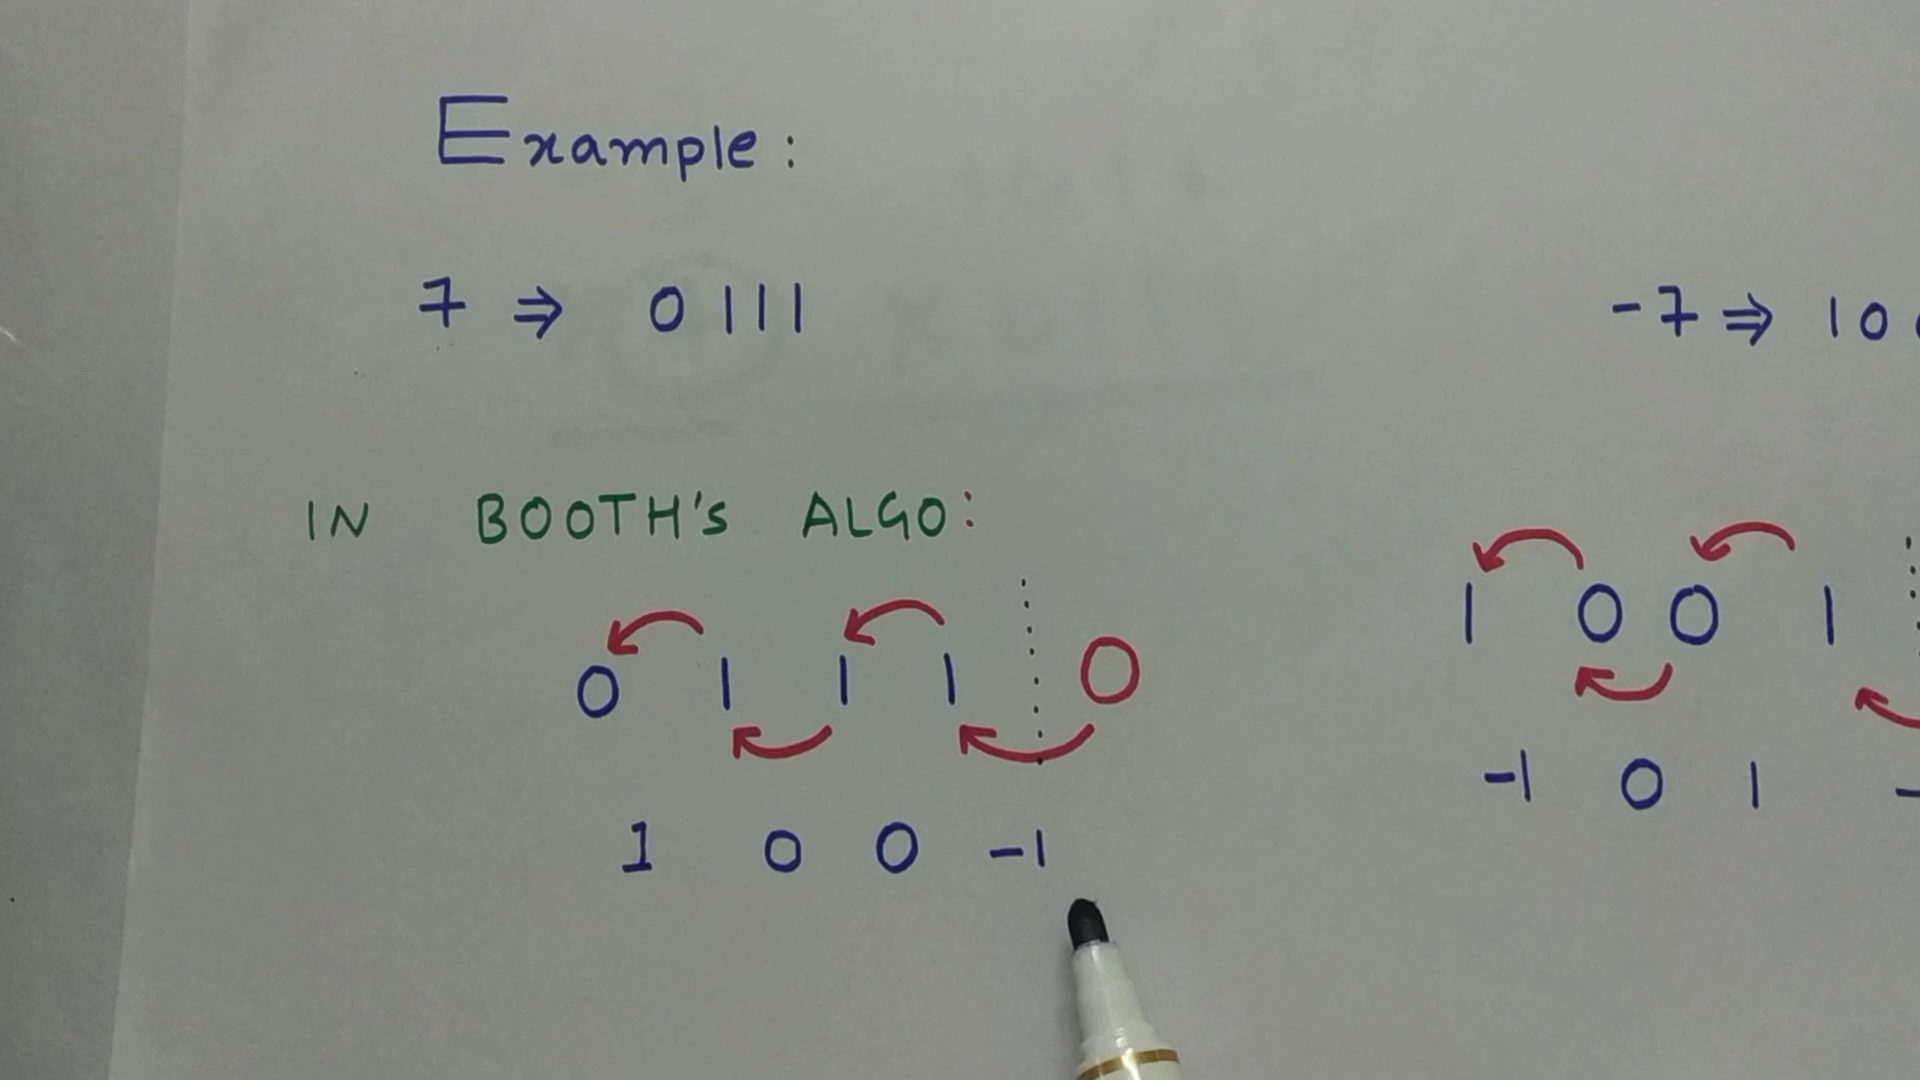 Example:
7 ⇒ 0111
-7 ⇒ 10
IN BOOTH's ALGO:
0 1 1 1 0
1 0 0 1
1 0 0 -1
-1 0 1 -